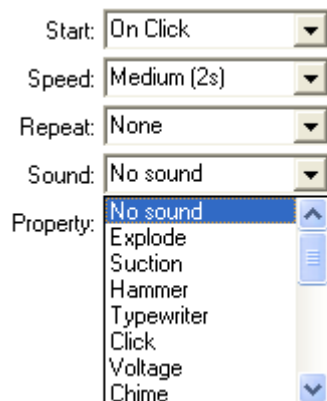 Start: On Click
Speed: Medium (2s)
Repeat: None
Sound: No sound
Property:
No sound
Explode
Suction
Hammer
Typewriter
Click
Voltage
Chime